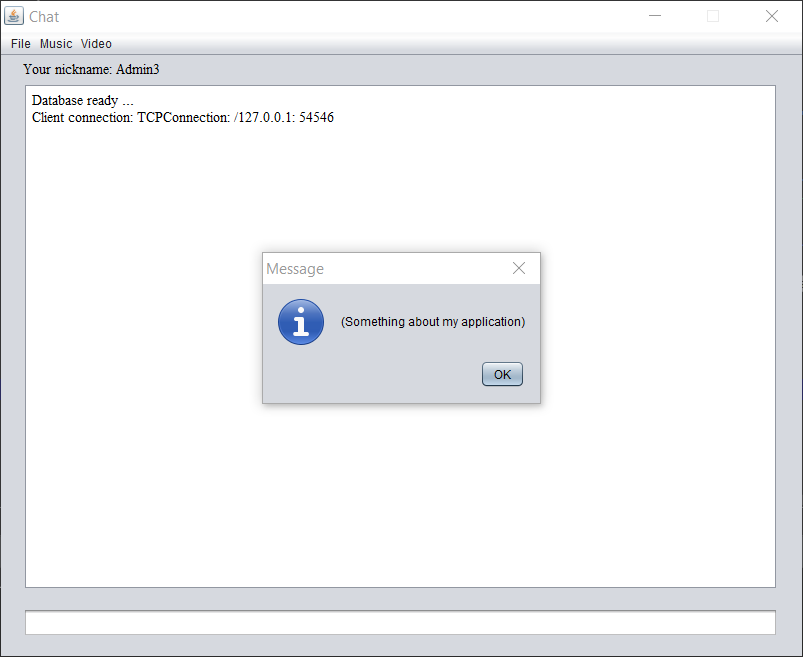 Chat
File Music Video
Your nickname: Admin3
Database ready ...
Client connection: TCPConnection: /127.0.0.1: 54546
Message
(Something about my application)
OK